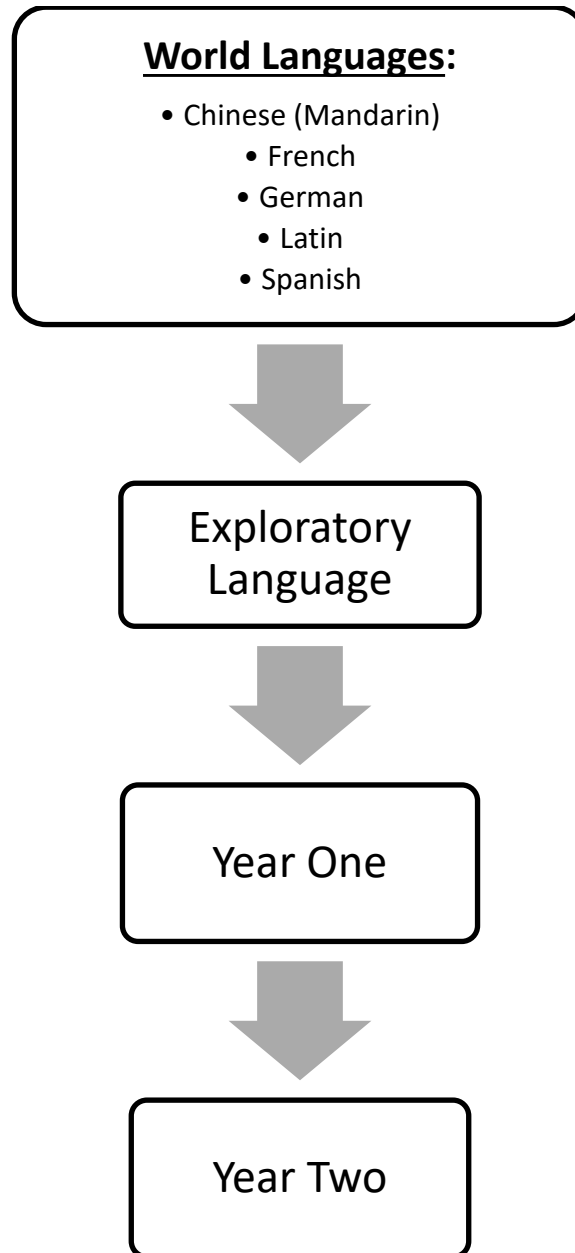 World Languages:
• Chinese (Mandarin)
• French
• German
• Latin
• Spanish
Exploratory
Language
Year One
Year Two